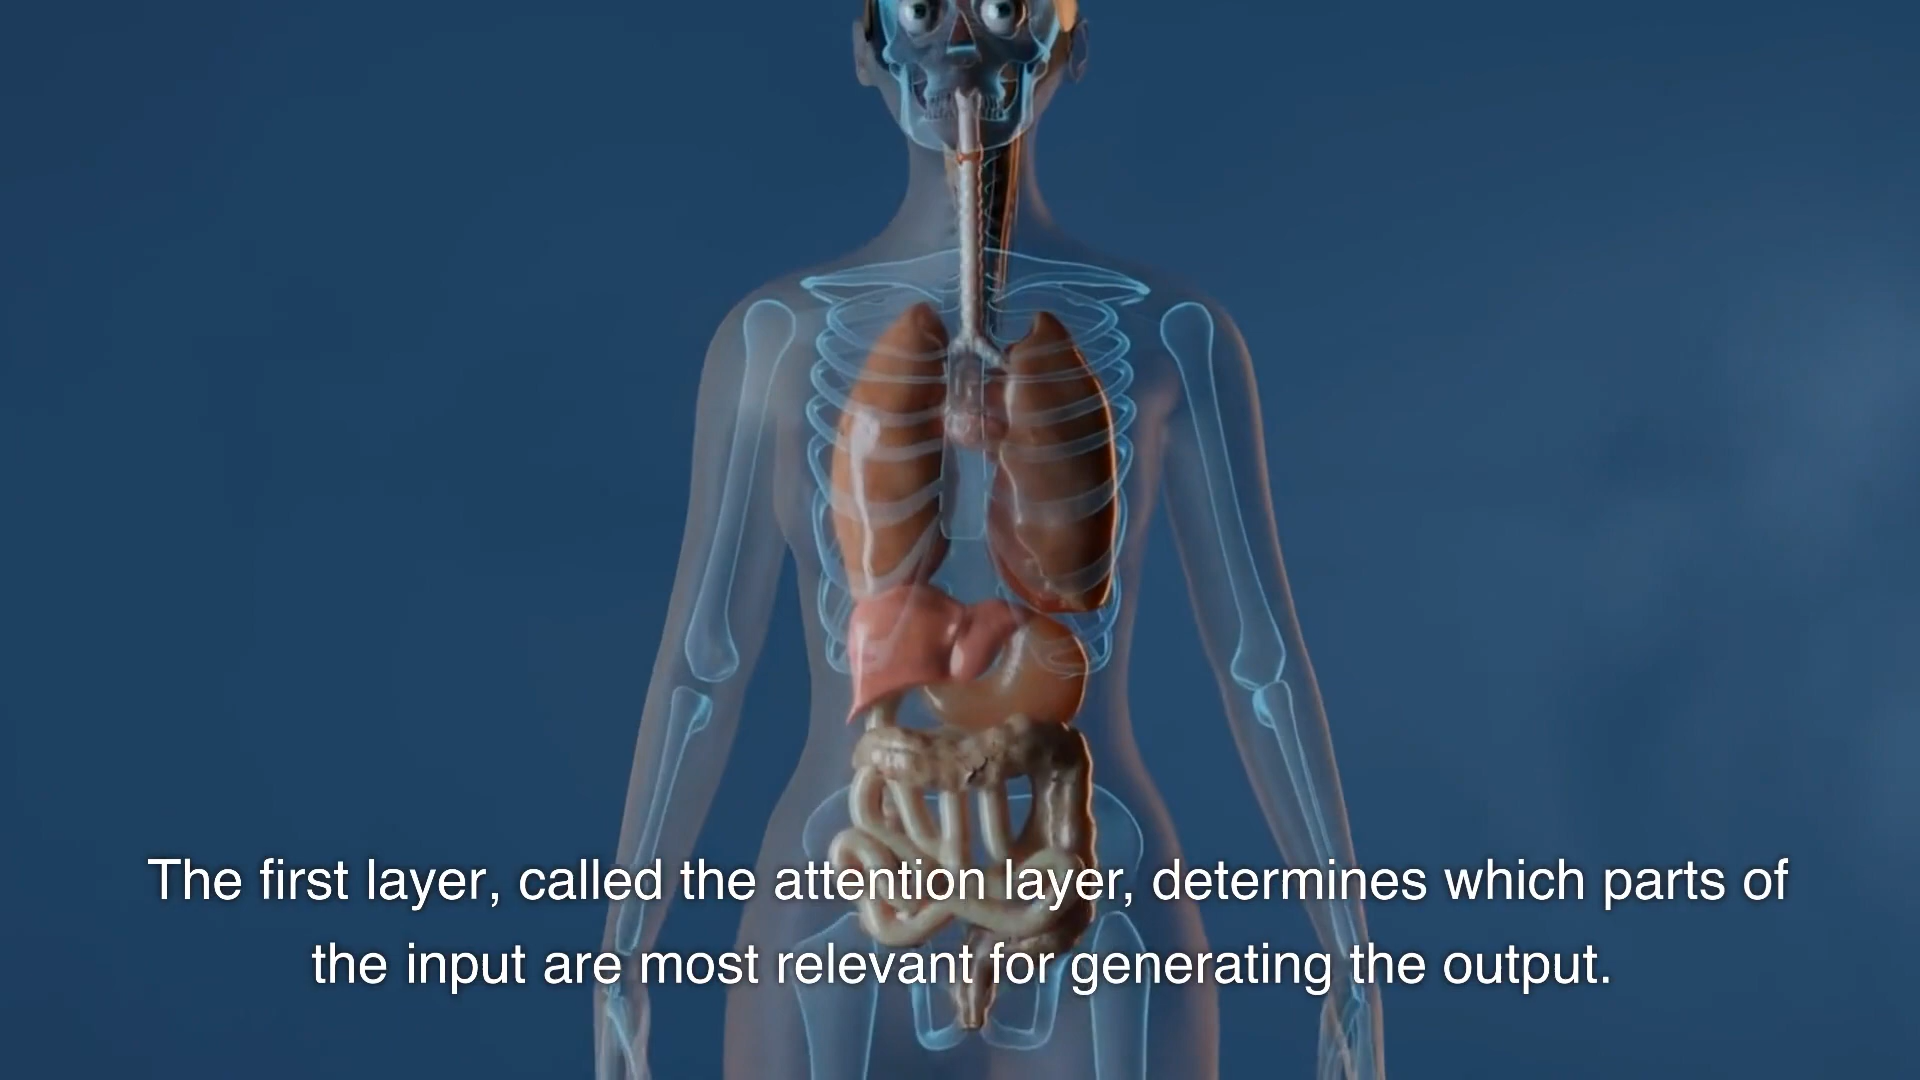 The first layer, called the attention layer, determines which parts of
the input are most relevant for generating the output.